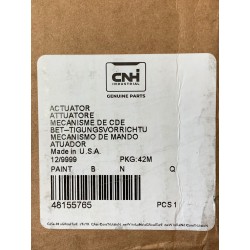 CNH
INDUSTRIAL
GENUINE PARTS
ACTUATOR
ATTUATORE
MECANISME DE CDE
BET-TIGUNGSVORRICHTU
MECANISMO DE MANDO
ATUADOR
Made in U.S.A.
12/9999 PKG:42M
PAINT B N Q
48155765 PCS 1